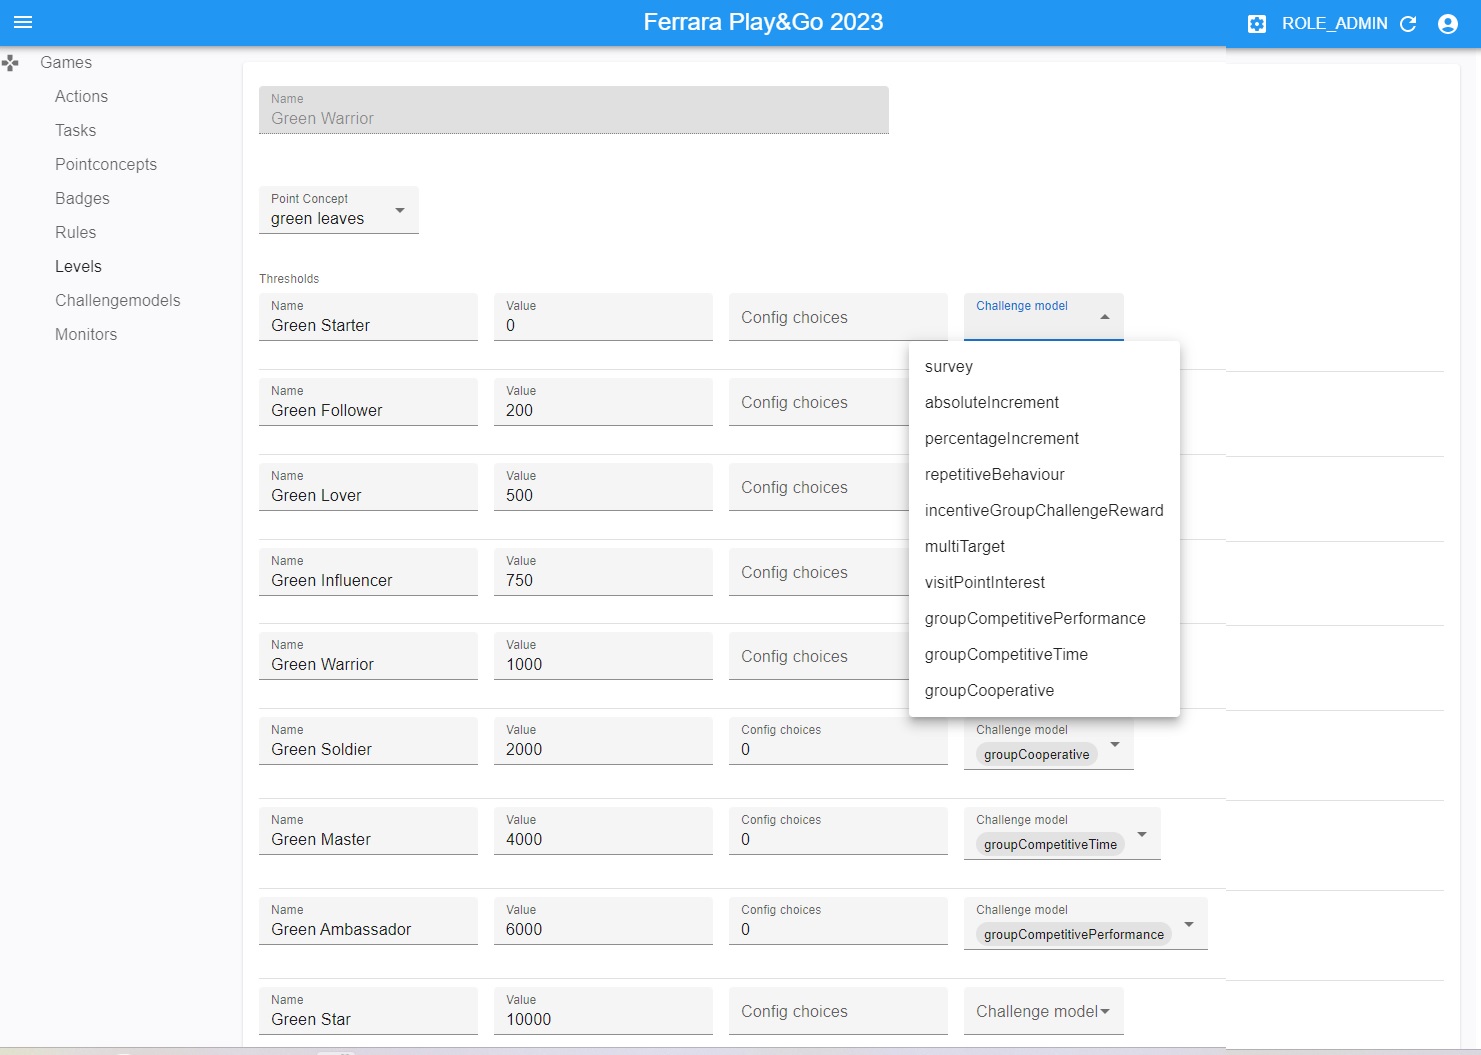 Ferrara Play&Go 2023
ROLE_ADMIN
Games
Actions
Tasks
Pointconcepts
Badges
Rules
Levels
Challengemodels
Monitors
Name
Green Warrior
Point Concept
green leaves
Thresholds
Name Value Challenge model
Green Starter 0 Config choices
survey
absoluteIncrement
percentageIncrement
repetitiveBehaviour
incentiveGroupChallengeReward
multiTarget
visitPointInterest
groupCompetitivePerformance
groupCompetitiveTime
groupCooperative
Name Value
Green Follower 200 Config choices
Name Value
Green Lover 500 Config choices
Name Value
Green Influencer 750 Config choices
Name Value
Green Warrior 1000 Config choices
Name Value Config choices Challenge model
Green Soldier 2000 0 groupCooperative
Name Value Config choices Challenge model
Green Master 4000 0 groupCompetitiveTime
Name Value Config choices Challenge model
Green Ambassador 6000 0 groupCompetitivePerformance
Name Value
Green Star 10000 Config choices Challenge model